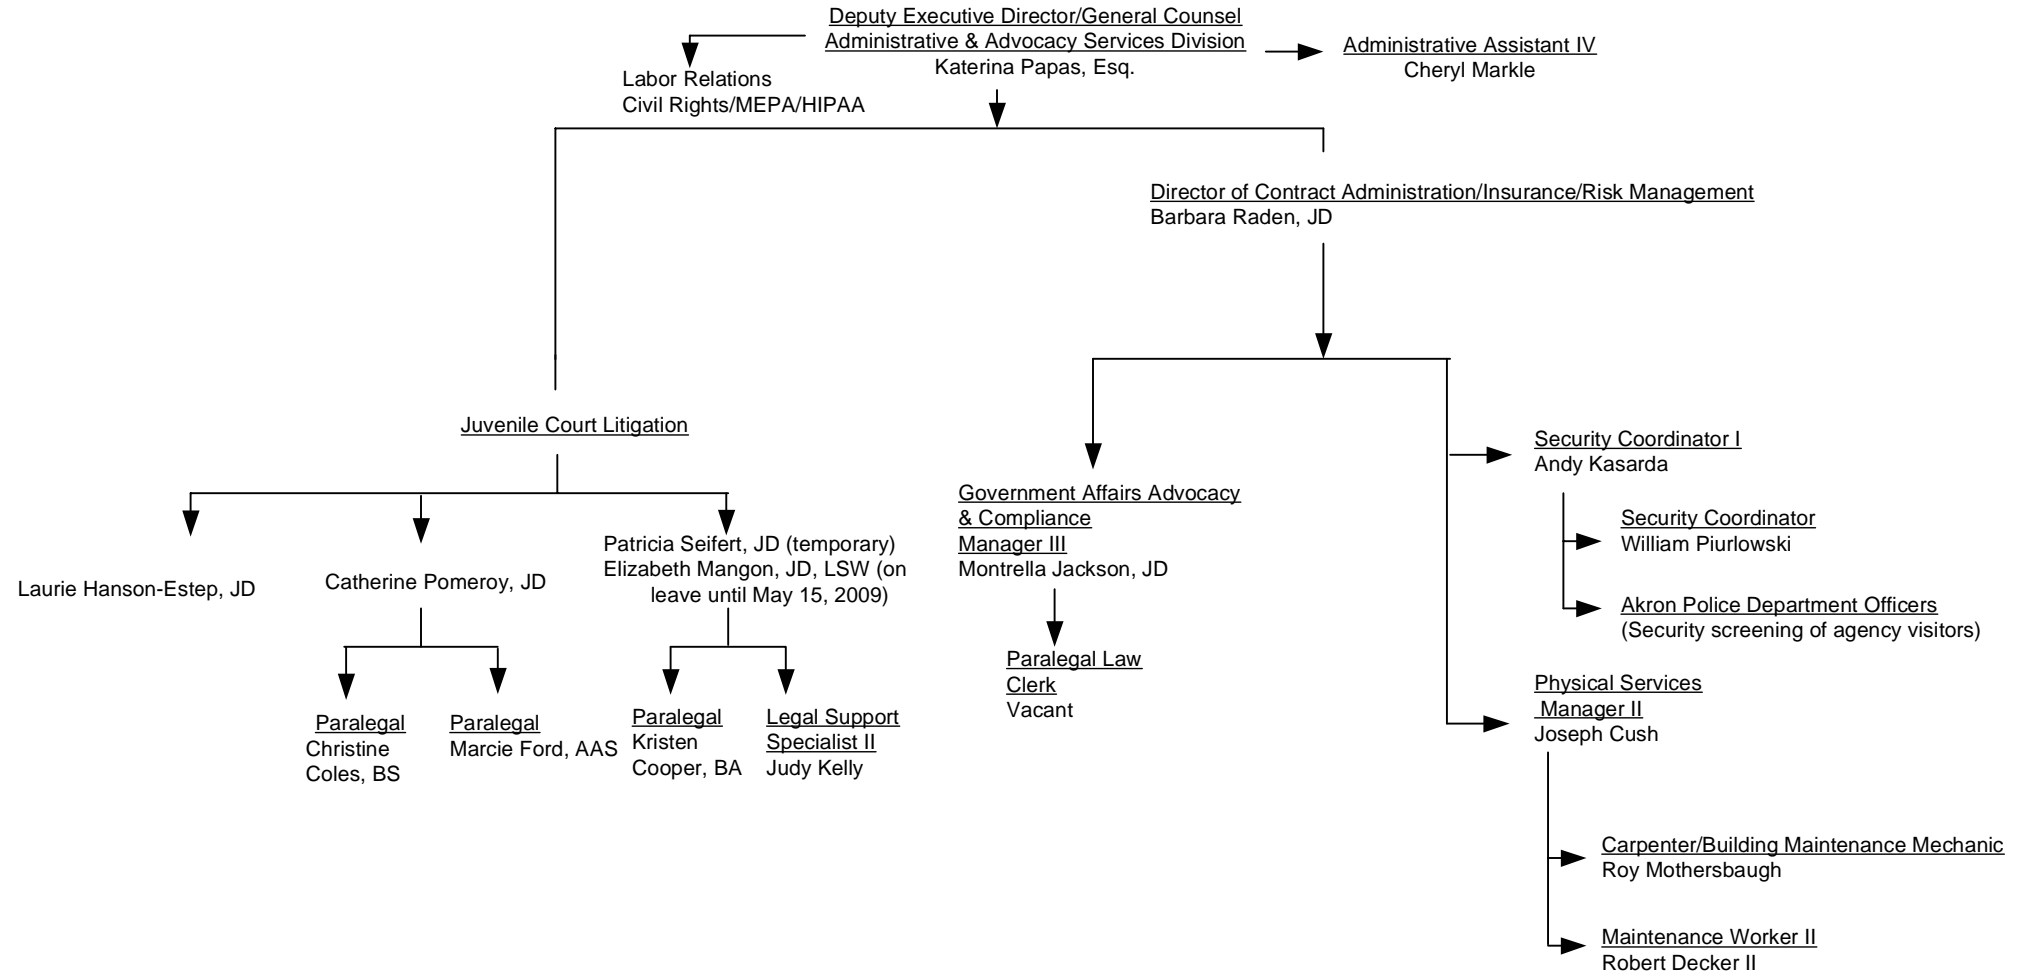 Deputy Executive Director/General Counsel
Administrative & Advocacy Services Division
Katerina Papas, Esq.
Administrative Assistant IV
Cheryl Markle
Labor Relations
Civil Rights/MEPA/HIPAA
Director of Contract Administration/Insurance/Risk Management
Barbara Raden, JD
Juvenile Court Litigation
Laurie Hanson-Estep, JD
Catherine Pomeroy, JD
Patricia Seifert, JD (temporary)
Elizabeth Mangon, JD, LSW (on
leave until May 15, 2009)
Paralegal
Christine
Coles, BS
Paralegal
Marcie Ford, AAS
Paralegal
Kristen
Cooper, BA
Legal Support
Specialist II
Judy Kelly
Government Affairs Advocacy
& Compliance
Manager III
Montrella Jackson, JD
Paralegal Law
Clerk
Vacant
Security Coordinator I
Andy Kasarda
Security Coordinator
William Piurlowski
Akron Police Department Officers
(Security screening of agency visitors)
Physical Services
Manager II
Joseph Cush
Carpenter/Building Maintenance Mechanic
Roy Mothersbaugh
Maintenance Worker II
Robert Decker II